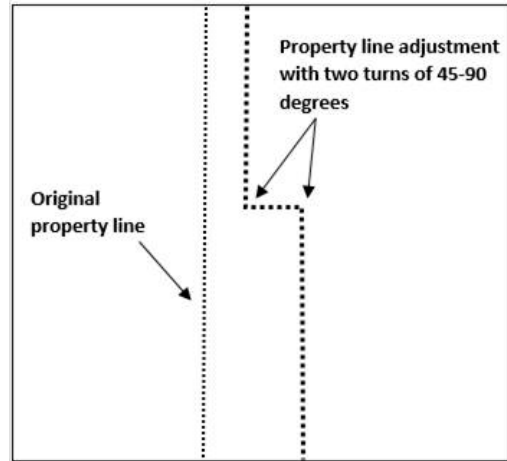 Property line adjustment
with two turns of 45-90
degrees
Original
property line